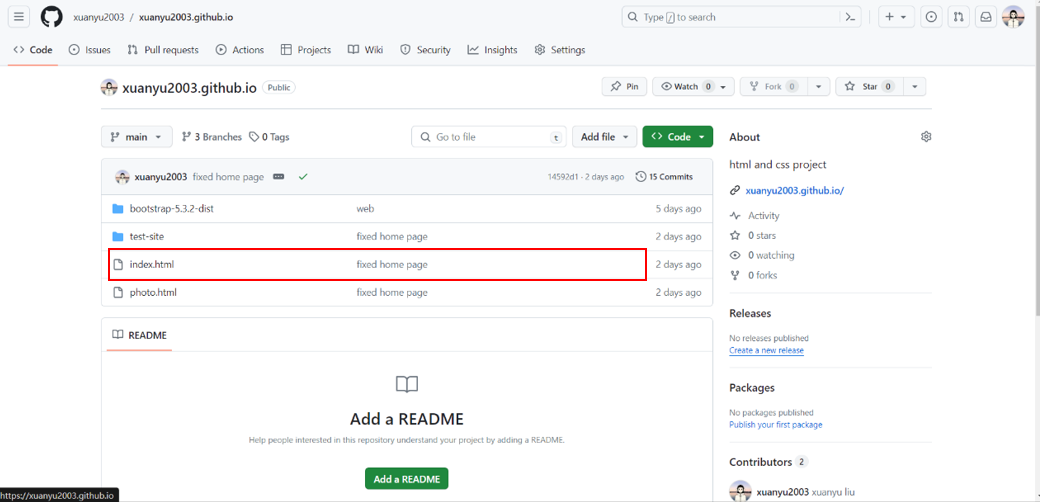 xuanyu2003 / xuanyu2003.github.io
Type / to search
Code Issues Pull requests Actions Projects Wiki Security Insights Settings
xuanyu2003.github.io Public
Pin Watch 0 Fork 0 Star 0
main 3 Branches 0 Tags Go to file t Add file Code
xuanyu2003 fixed home page 14592d1 · 2 days ago 15 Commits
bootstrap-5.3.2-dist web 5 days ago
test-site fixed home page 2 days ago
index.html fixed home page 2 days ago
photo.html fixed home page 2 days ago
README
Add a README
Help people interested in this repository understand your project by adding a README.
Add a README
About
html and css project
xuanyu2003.github.io/
Activity
0 stars
0 watching
0 forks
Releases
No releases published
Create a new release
Packages
No packages published
Publish your first package
Contributors 2
xuanyu2003 xuanyu liu
https://xuanyu2003.github.io